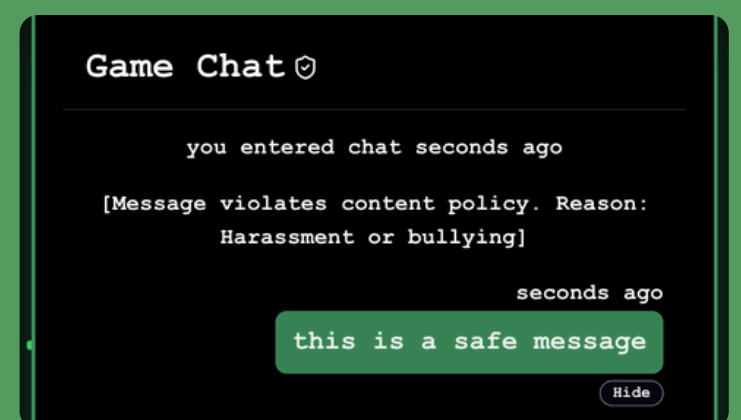 Game Chat
you entered chat seconds ago
[Message violates content policy. Reason:
Harassment or bullying]
seconds ago
this is a safe message
Hide